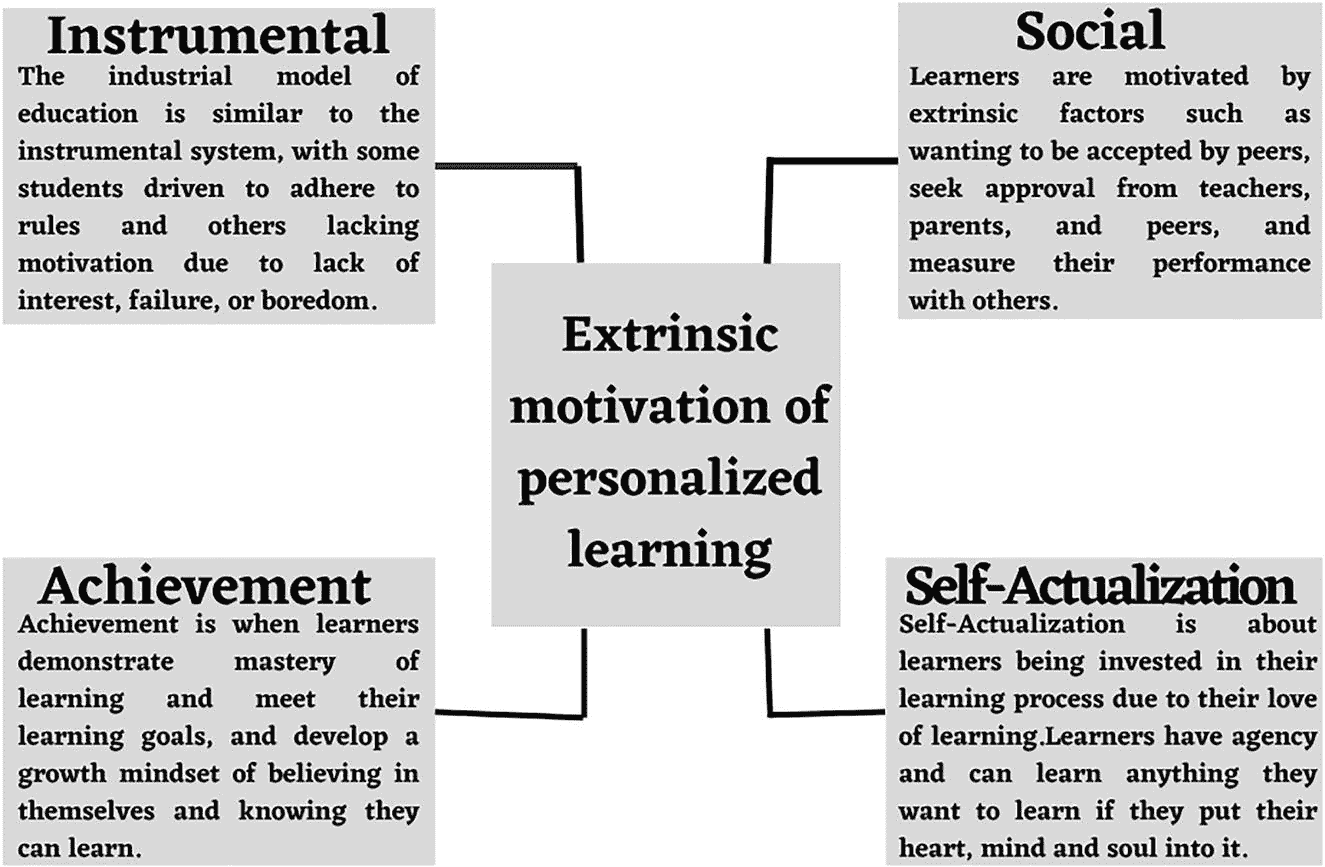 Instrumental
The industrial model of
education is similar to the
instrumental system, with some
students driven to adhere to
rules and others lacking
motivation due to lack of
interest, failure, or boredom.
Social
Learners are motivated by
extrinsic factors such as
wanting to be accepted by peers,
seek approval from teachers,
parents, and peers, and
measure their performance
with others.
Extrinsic
motivation of
personalized
learning
Achievement
Achievement is when learners
demonstrate mastery of
learning and meet their
learning goals, and develop a
growth mindset of believing in
themselves and knowing they
can learn.
Self-Actualization
Self-Actualization is about
learners being invested in their
learning process due to their love
of learning.Learners have agency
and can learn anything they
want to learn if they put their
heart, mind and soul into it.